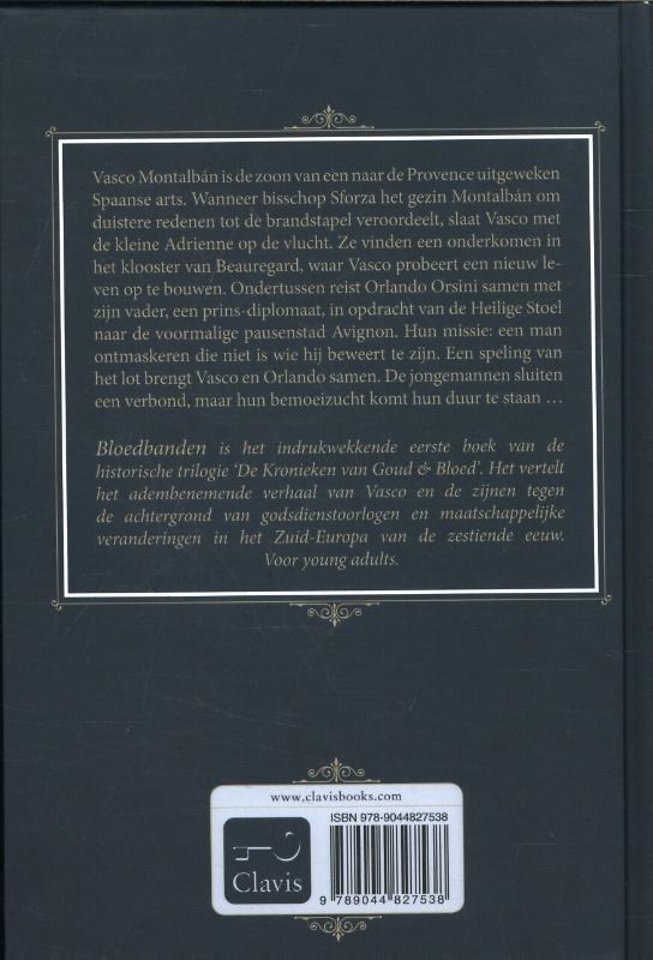 Vasco Montalbán is de zoon van een naar de Provence uitgeweken
Spaanse arts. Wanneer bisschop Sforza het gezin Montalbán om
duistere redenen tot de brandstapel veroordeelt, slaat Vasco met
de kleine Adrienne op de vlucht. Ze vinden een onderkomen in
het klooster van Beauregard, waar Vasco probeert een nieuw le-
ven op te bouwen. Ondertussen reist Orlando Orsini samen met
zijn vader, een prins-diplomaat, in opdracht van de Heilige Stoel
naar de voormalige pausenstad Avignon. Hun missie: een man
ontmaskeren die niet is wie hij beweert te zijn. Een speling van
het lot brengt Vasco en Orlando samen. De jongemannen sluiten
een verbond, maar hun bemoeizucht komt hun duur te staan …
Bloedbanden is het indrukwekkende eerste boek van de
historische trilogie ‘De Kronieken van Goud & Bloed’. Het vertelt
het adembenemende verhaal van Vasco en de zijnen tegen
de achtergrond van godsdienstoorlogen en maatschappelijke
veranderingen in het Zuid-Europa van de zestiende eeuw.
Voor young adults.
www.clavisbooks.com
ISBN 978-9044827538
Clavis
9 789044 827538